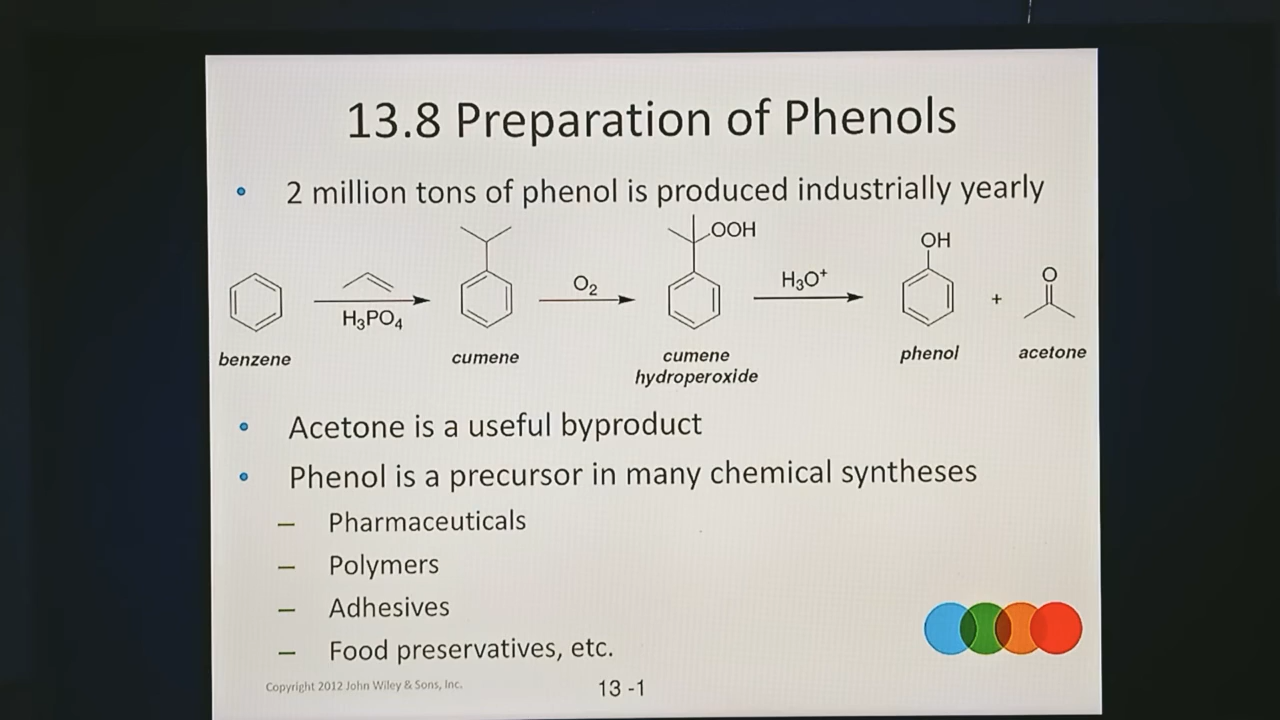 13.8 Preparation of Phenols
• 2 million tons of phenol is produced industrially yearly
OOH
OH
O
O₂
H₃O⁺
H₃PO₄
+
benzene
cumene
cumene
hydroperoxide
phenol
acetone
• Acetone is a useful byproduct
• Phenol is a precursor in many chemical syntheses
– Pharmaceuticals
– Polymers
– Adhesives
– Food preservatives, etc.
Copyright 2012 John Wiley & Sons, Inc.
13 -1